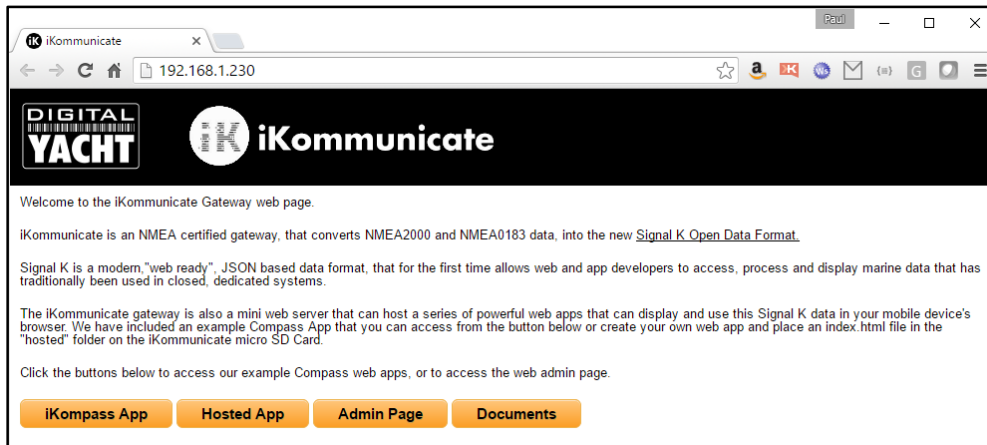 Paul
iK iKommunicate
192.168.1.230
DIGITAL
YACHT
iK iKommunicate
Welcome to the iKommunicate Gateway web page.
iKommunicate is an NMEA certified gateway, that converts NMEA2000 and NMEA0183 data, into the new Signal K Open Data Format.
Signal K is a modern,"web ready", JSON based data format, that for the first time allows web and app developers to access, process and display marine data that has
traditionally been used in closed, dedicated systems.
The iKommunicate gateway is also a mini web server that can host a series of powerful web apps that can display and use this Signal K data in your mobile device's
browser. We have included an example Compass App that you can access from the button below or create your own web app and place an index.html file in the
"hosted" folder on the iKommunicate micro SD Card.
Click the buttons below to access our example Compass web apps, or to access the web admin page.
iKompass App Hosted App Admin Page Documents